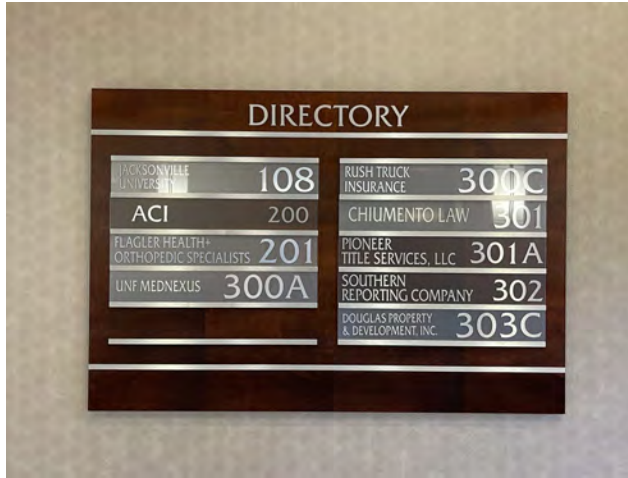 DIRECTORY
JACKSONVILLE
UNIVERSITY 108
ACI 200
FLAGLER HEALTH+
ORTHOPEDIC SPECIALISTS 201
UNF MEDNEXUS 300A
RUSH TRUCK
INSURANCE 300C
CHIUMENTO LAW 301
PIONEER
TITLE SERVICES, LLC 301A
SOUTHERN
REPORTING COMPANY 302
DOUGLAS PROPERTY
& DEVELOPMENT, INC. 303C